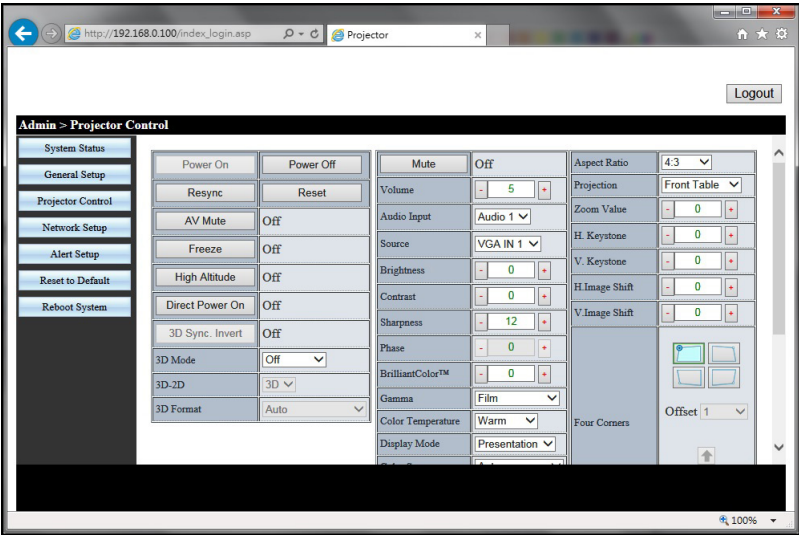 http://192.168.0.100/index_login.asp
Projector
Logout
Admin > Projector Control
System Status
General Setup
Projector Control
Network Setup
Alert Setup
Reset to Default
Reboot System
Power On Power Off
Resync Reset
AV Mute Off
Freeze Off
High Altitude Off
Direct Power On Off
3D Sync. Invert Off
3D Mode Off
3D-2D 3D
3D Format Auto
Mute Off
Volume - 5 +
Audio Input Audio 1
Source VGA IN 1
Brightness - 0 +
Contrast - 0 +
Sharpness - 12 +
Phase - 0 +
BrilliantColor™ - 0 +
Gamma Film
Color Temperature Warm
Display Mode Presentation
Aspect Ratio 4:3
Projection Front Table
Zoom Value - 0 +
H. Keystone - 0 +
V. Keystone - 0 +
H.Image Shift - 0 +
V.Image Shift - 0 +
Four Corners
Offset 1
100%